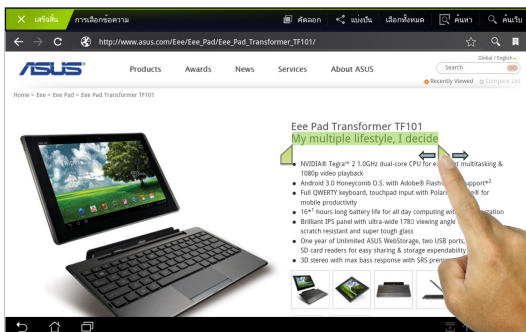 เสร็จสิ้น การเลือกข้อความ คัดลอก แบ่งปัน เลือกทั้งหมด ค้นหา ค้นเว็บ
http://www.asus.com/Eee/Eee_Pad/Eee_Pad_Transformer_TF101/
Global / English
ASUS Products Awards News Services About ASUS Search GO
Recently Viewed Compare List
Home > Eee > Eee Pad > Eee Pad Transformer TF101
Eee Pad Transformer TF101
My multiple lifestyle, I decide
NVIDIA® Tegra™ 2 1.0GHz dual-core CPU for multitasking &
1080p video playback
Android 3.0 Honeycomb O.S. with Adobe® Flash support*2
Full QWERTY keyboard, touchpad input with for
mobile productivity
16*1 hours long battery life for all day computing
Brilliant IPS panel with ultra-wide 178° viewing angle
scratch resistant and super tough glass
One year of Unlimited ASUS WebStorage, two USB ports,
SD card readers for easy sharing & storage expendability
3D stereo with max bass response with SRS